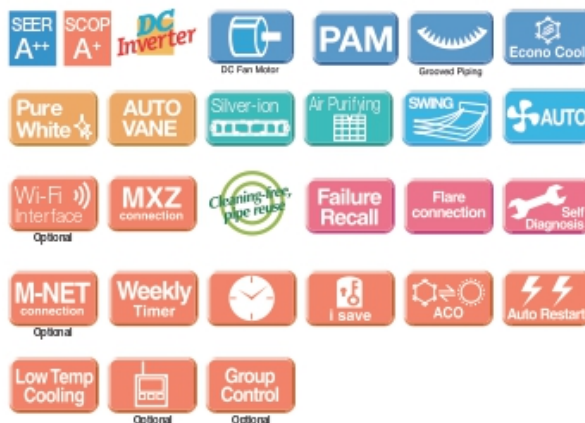 SEER
A++
SCOP
A+
DC
Inverter
DC Fan Motor
PAM
Grooved Piping
Econo Cool
Pure
White
AUTO
VANE
Silver-ion
Air Purifying
SWING
AUTO
Wi-Fi
Interface
Optional
MXZ
connection
Cleaning-free,
pipe reuse
Failure
Recall
Flare
connection
Self
Diagnosis
M-NET
connection
Optional
Weekly
Timer
i save
ACO
Auto Restart
Low Temp
Cooling
Optional
Group
Control
Optional